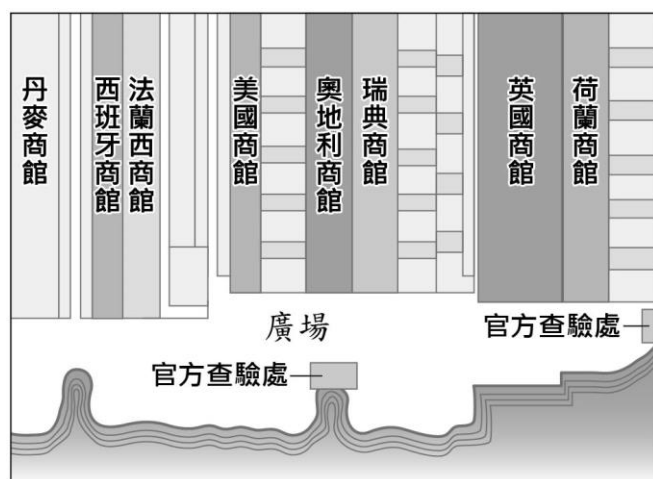 丹麥商館
西班牙商館
法蘭西商館
美國商館
奧地利商館
瑞典商館
英國商館
荷蘭商館
廣場
官方查驗處
官方查驗處